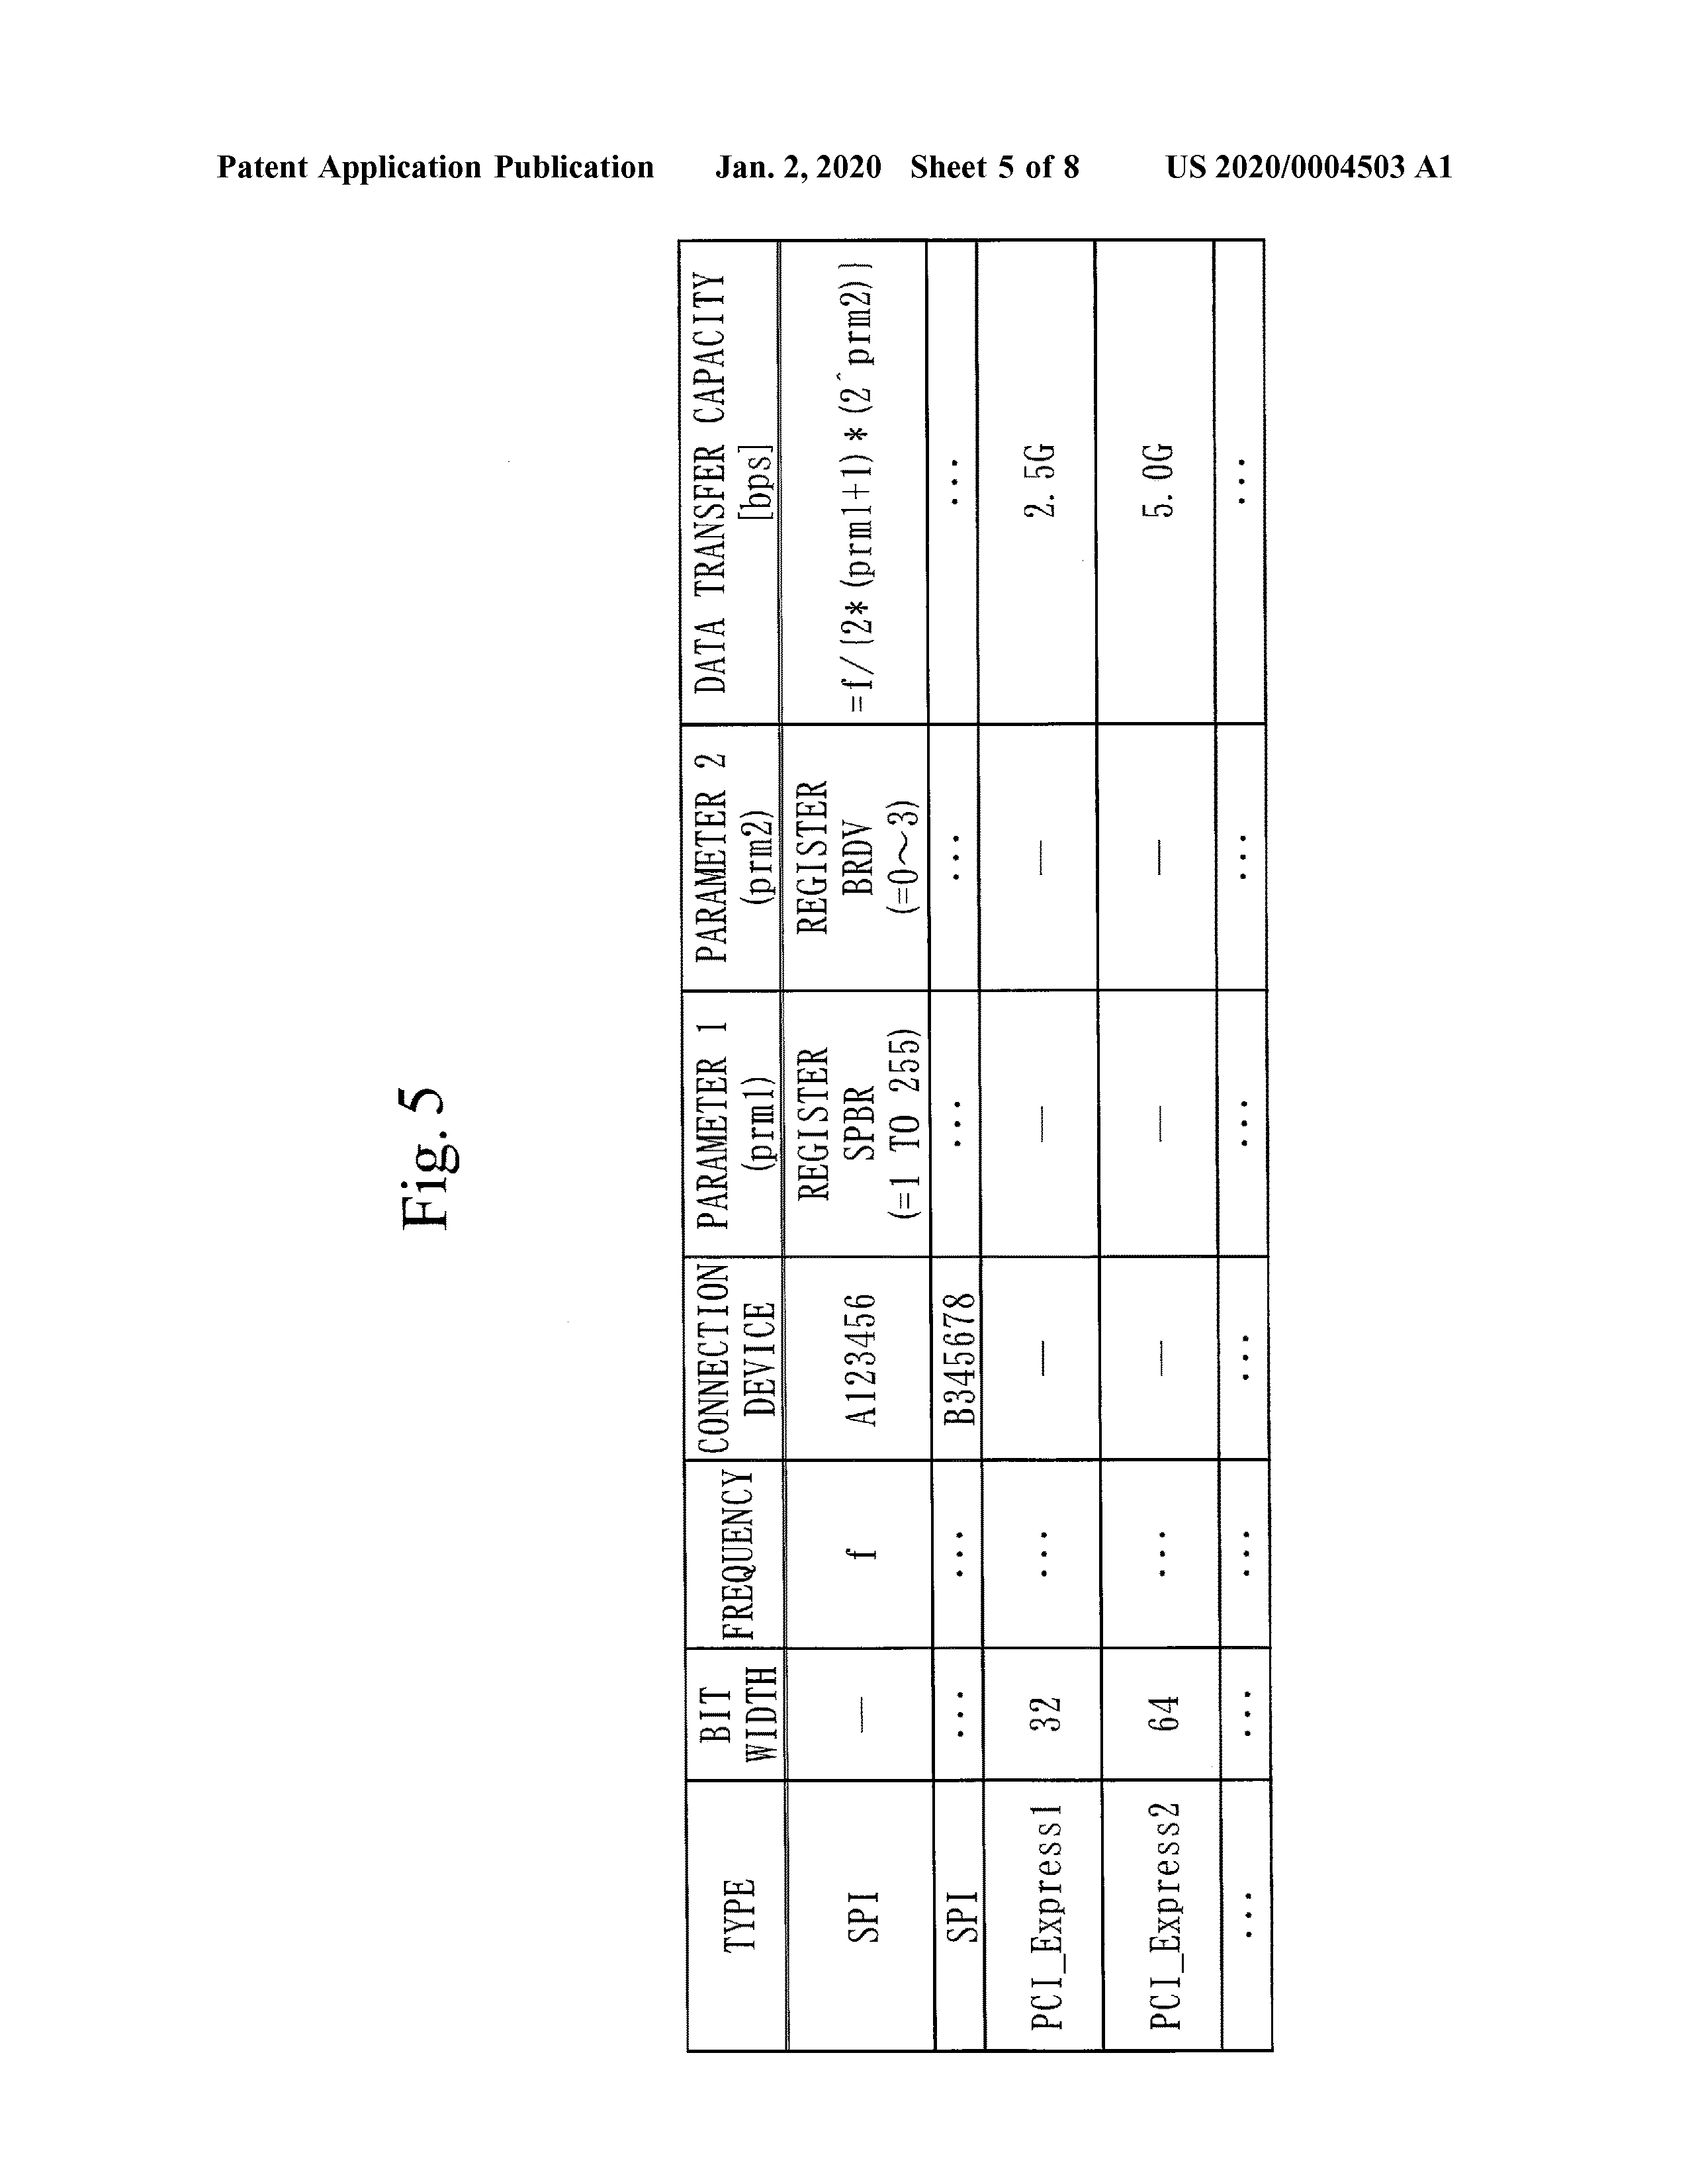 Patent Application Publication Jan. 2, 2020 Sheet 5 of 8 US 2020/0004503 A1
Fig. 5
TYPE
BIT
WIDTH
FREQUENCY
CONNECTION
DEVICE
PARAMETER 1
(prm1)
PARAMETER 2
(prm2)
DATA TRANSFER CAPACITY
[bps]
SPI
—
f
A123456
REGISTER
SPBR
(=1 TO 255)
REGISTER
BRDV
(=0～3)
=f/{2*(prm1+1)*(2^prm2)}
SPI
...
...
B345678
...
...
...
PCI_Express1
32
...
—
—
—
2.5G
PCI_Express2
64
...
—
—
—
5.0G
...
...
...
...
...
...
...